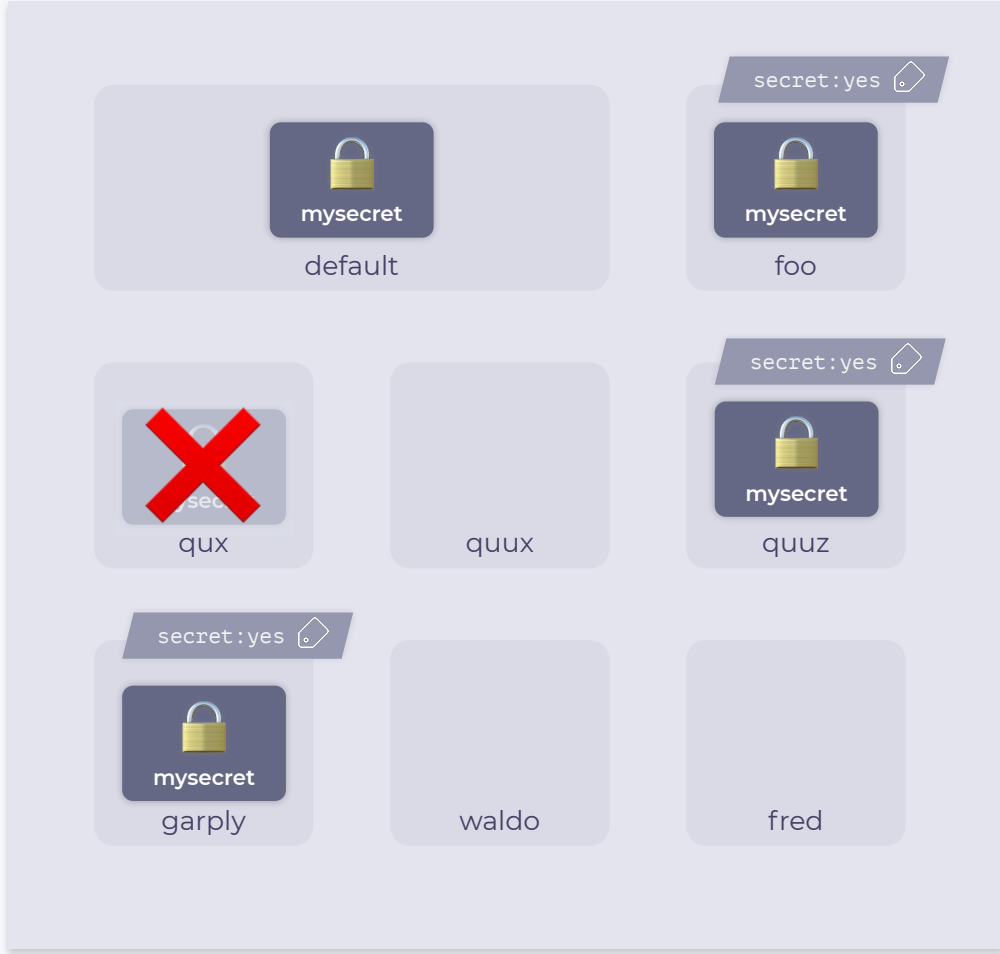 secret:yes
mysecret
mysecret
default
foo
secret:yes
mysecret
qux
quux
quuz
secret:yes
mysecret
garply
waldo
fred